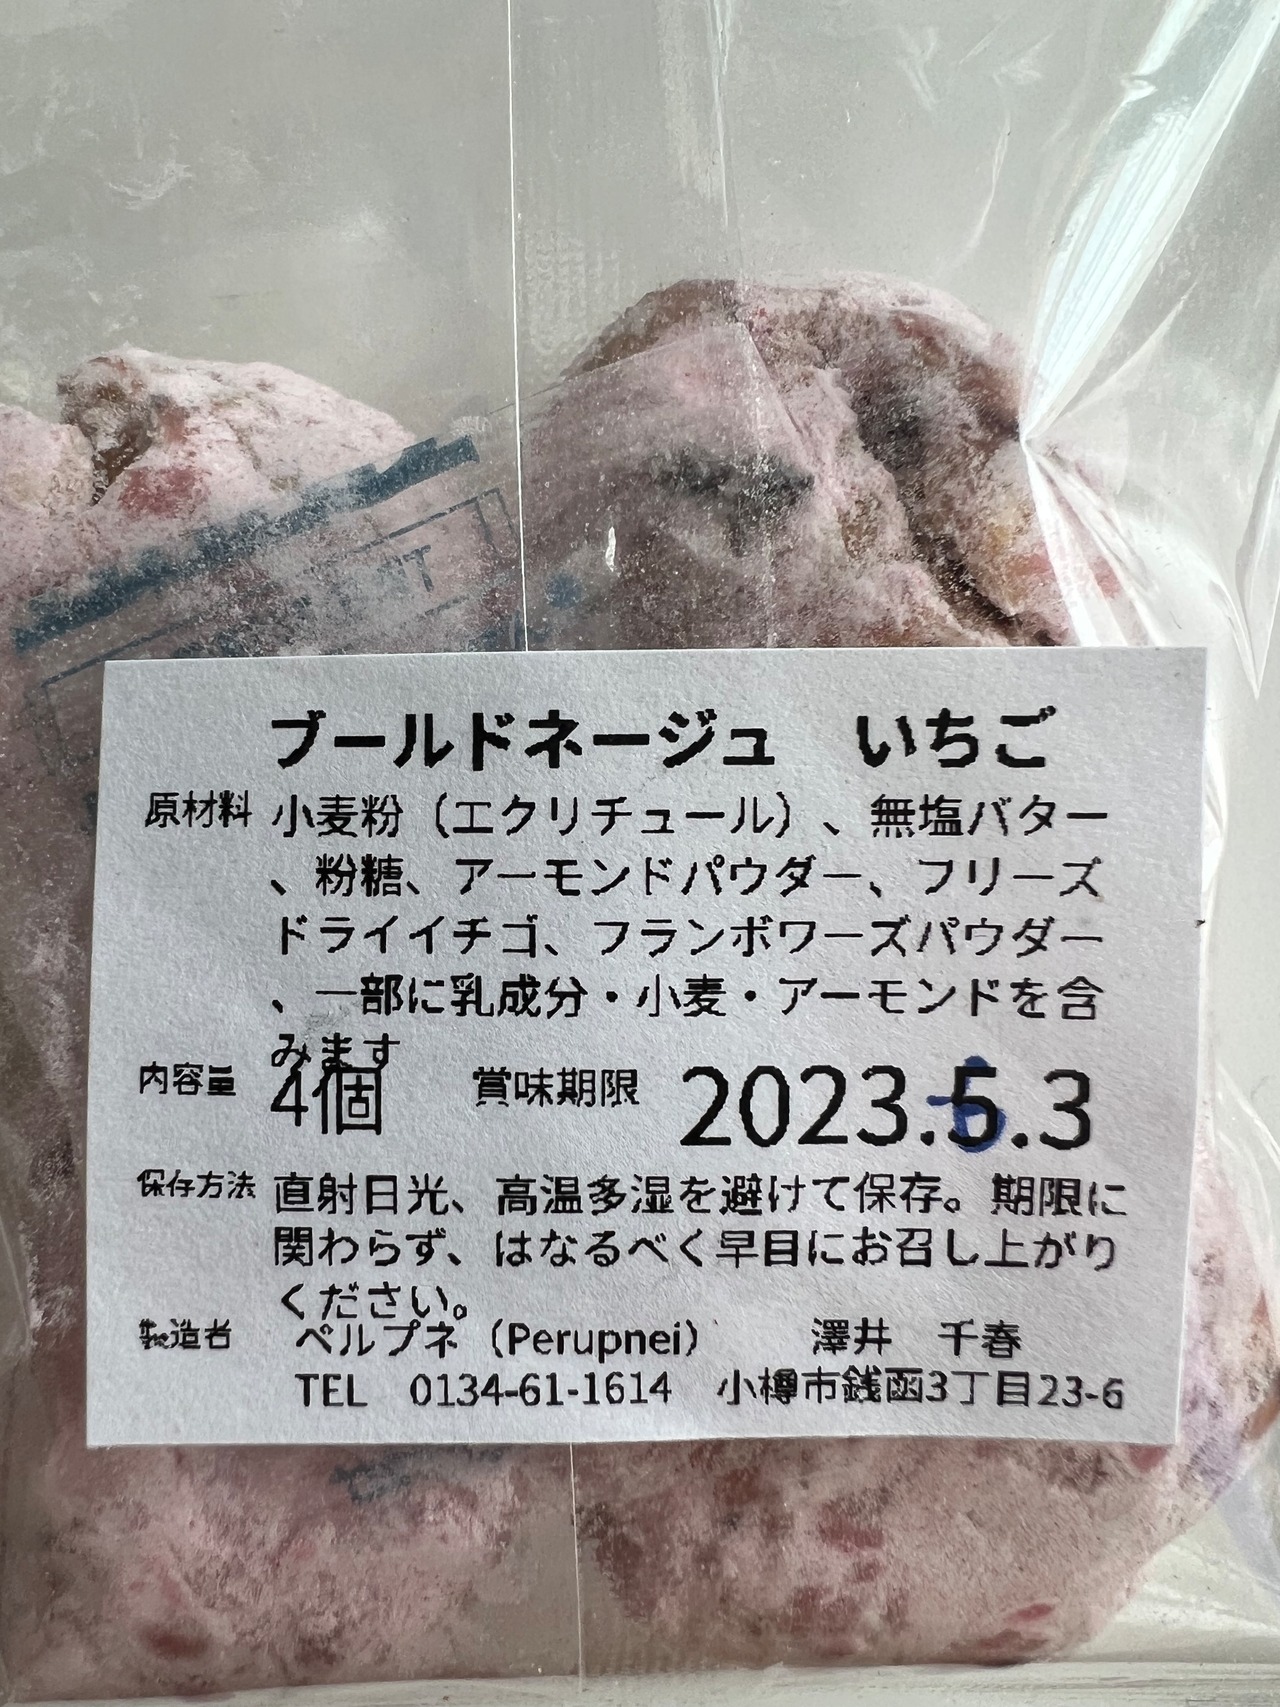 ブールドネージュ　いちご
原材料 小麦粉（エクリチュール）、無塩バター
、粉糖、アーモンドパウダー、フリーズ
ドライイチゴ、フランボワーズパウダー
、一部に乳成分・小麦・アーモンドを含
みます
内容量 4個 賞味期限 2023.5.3
保存方法 直射日光、高温多湿を避けて保存。期限に
関わらず、はなるべく早目にお召し上がり
ください。
製造者 ペルプネ（Perupnei）　澤井　千春
TEL　0134-61-1614　小樽市銭函3丁目23-6